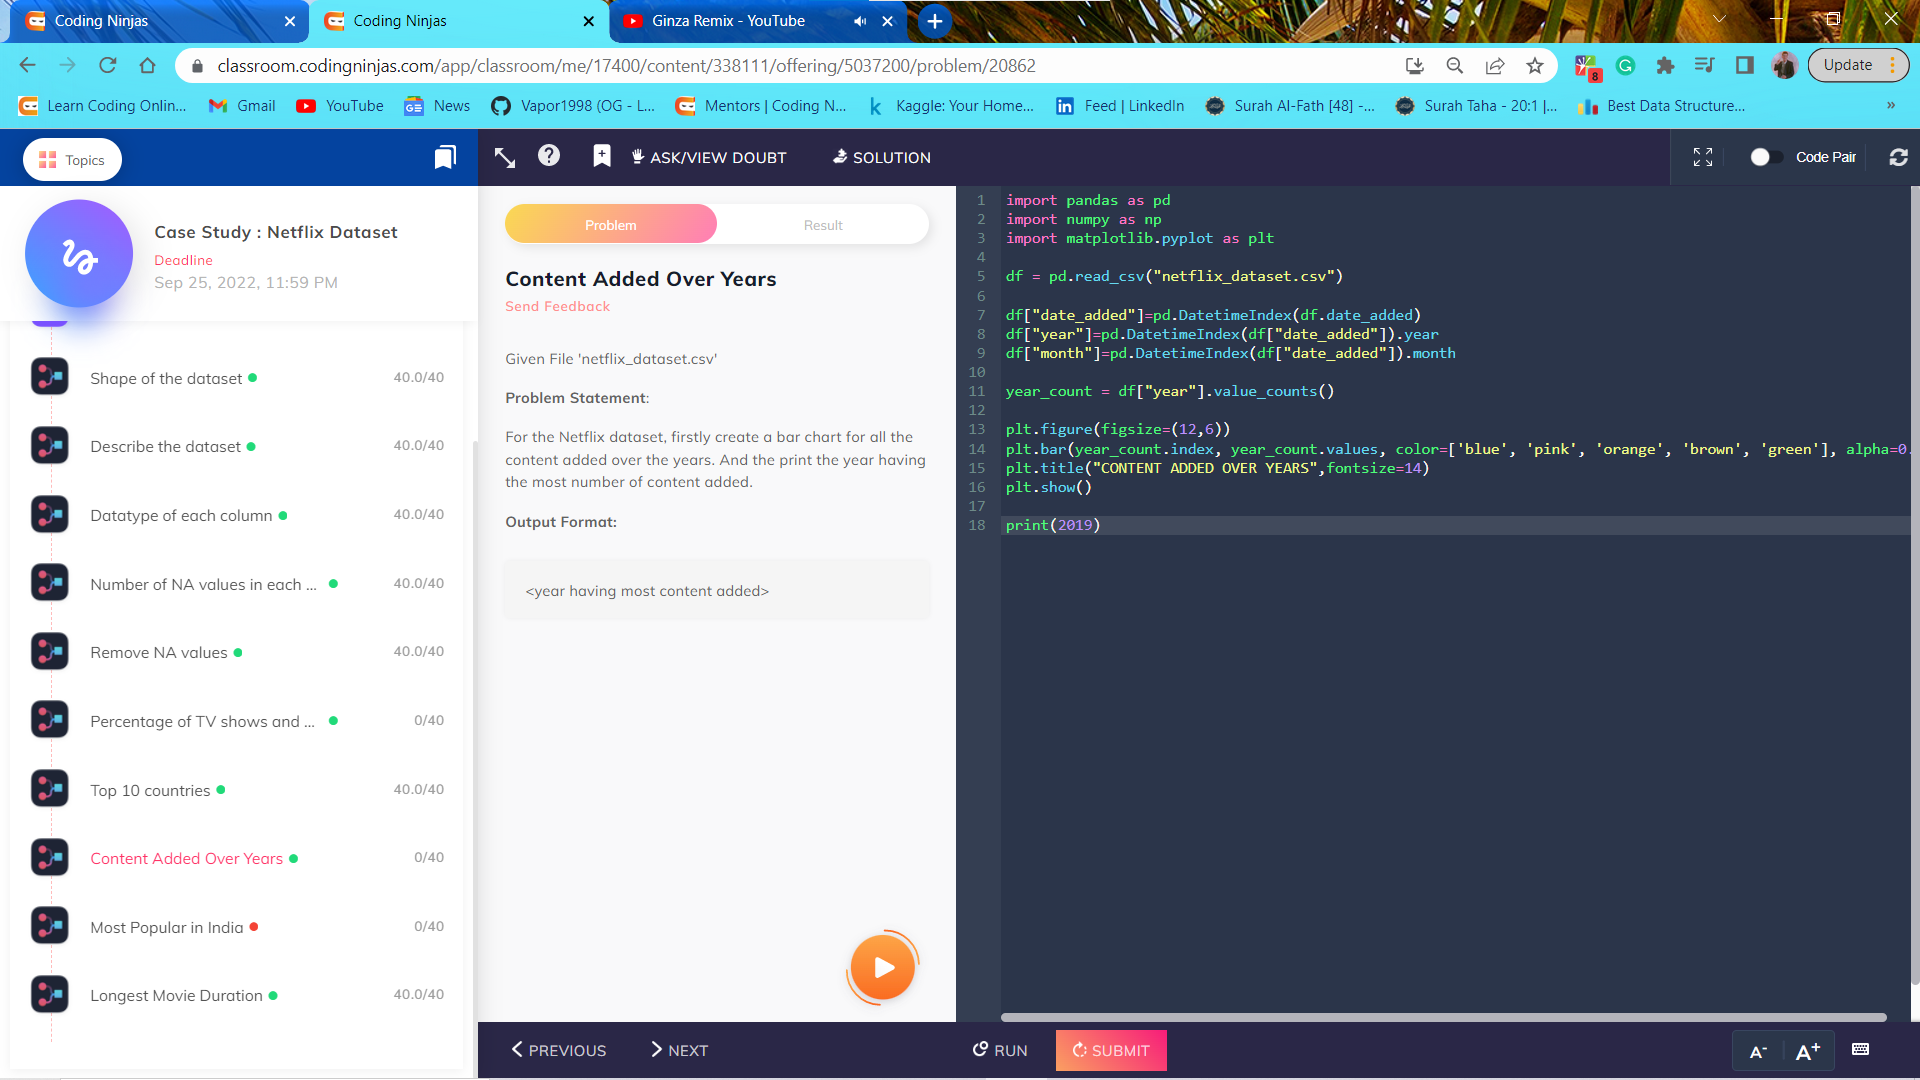 Coding Ninjas
Coding Ninjas
Ginza Remix - YouTube
classroom.codingninjas.com/app/classroom/me/17400/content/338111/offering/5037200/problem/20862
8
Update
Learn Coding Onlin...
Gmail
YouTube
News
Vapor1998 (OG - L...
Mentors | Coding N...
Kaggle: Your Home...
Feed | LinkedIn
Surah Al-Fath [48] -...
Surah Taha - 20:1 |...
Best Data Structure...
»
Topics
ASK/VIEW DOUBT
SOLUTION
Code Pair
Case Study : Netflix Dataset
Deadline
Sep 25, 2022, 11:59 PM
Shape of the dataset
40.0/40
Describe the dataset
40.0/40
Datatype of each column
40.0/40
Number of NA values in each ...
40.0/40
Remove NA values
40.0/40
Percentage of TV shows and ...
0/40
Top 10 countries
40.0/40
Content Added Over Years
0/40
Most Popular in India
0/40
Longest Movie Duration
40.0/40
Problem
Result
Content Added Over Years
Send Feedback
Given File 'netflix_dataset.csv'
Problem Statement:
For the Netflix dataset, firstly create a bar chart for all the
content added over the years. And the print the year having
the most number of content added.
Output Format:
<year having most content added>
1 import pandas as pd
2 import numpy as np
3 import matplotlib.pyplot as plt
4
5 df = pd.read_csv("netflix_dataset.csv")
6
7 df["date_added"]=pd.DatetimeIndex(df.date_added)
8 df["year"]=pd.DatetimeIndex(df["date_added"]).year
9 df["month"]=pd.DatetimeIndex(df["date_added"]).month
10
11 year_count = df["year"].value_counts()
12
13 plt.figure(figsize=(12,6))
14 plt.bar(year_count.index, year_count.values, color=['blue', 'pink', 'orange', 'brown', 'green'], alpha=0.
15 plt.title("CONTENT ADDED OVER YEARS",fontsize=14)
16 plt.show()
17
18 print(2019)
PREVIOUS
NEXT
RUN
SUBMIT
A-
A+